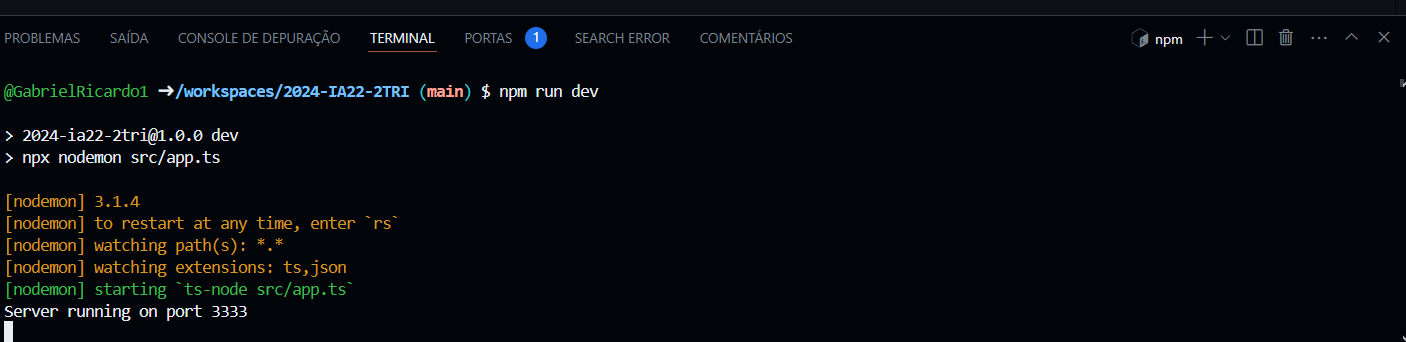 PROBLEMAS SAÍDA CONSOLE DE DEPURAÇÃO TERMINAL PORTAS 1 SEARCH ERROR COMENTÁRIOS npm
@GabrielRicardo1 ➜/workspaces/2024-IA22-2TRI (main) $ npm run dev
> 2024-ia22-2tri@1.0.0 dev
> npx nodemon src/app.ts
[nodemon] 3.1.4
[nodemon] to restart at any time, enter `rs`
[nodemon] watching path(s): *.*
[nodemon] watching extensions: ts,json
[nodemon] starting `ts-node src/app.ts`
Server running on port 3333